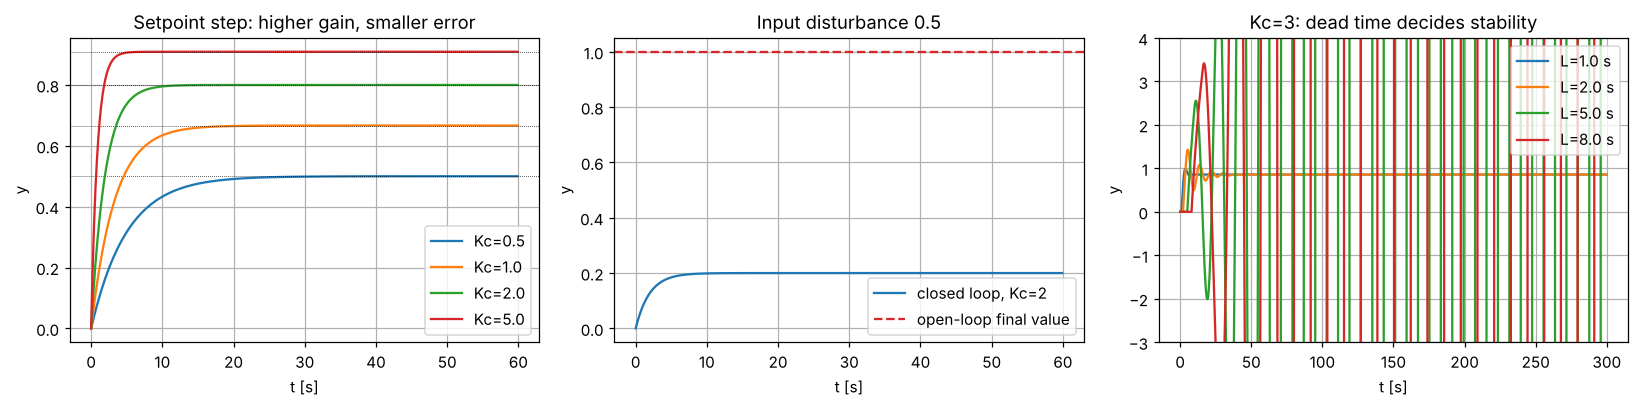 Setpoint step: higher gain, smaller error
y
0.8
0.6
0.4
0.2
0.0
Kc=0.5
Kc=1.0
Kc=2.0
Kc=5.0
0 10 20 30 40 50 60
t [s]
Input disturbance 0.5
y
1.0
0.8
0.6
0.4
0.2
0.0
closed loop, Kc=2
open-loop final value
0 10 20 30 40 50 60
t [s]
Kc=3: dead time decides stability
y
4
3
2
1
0
−1
−2
−3
L=1.0 s
L=2.0 s
L=5.0 s
L=8.0 s
0 50 100 150 200 250 300
t [s]